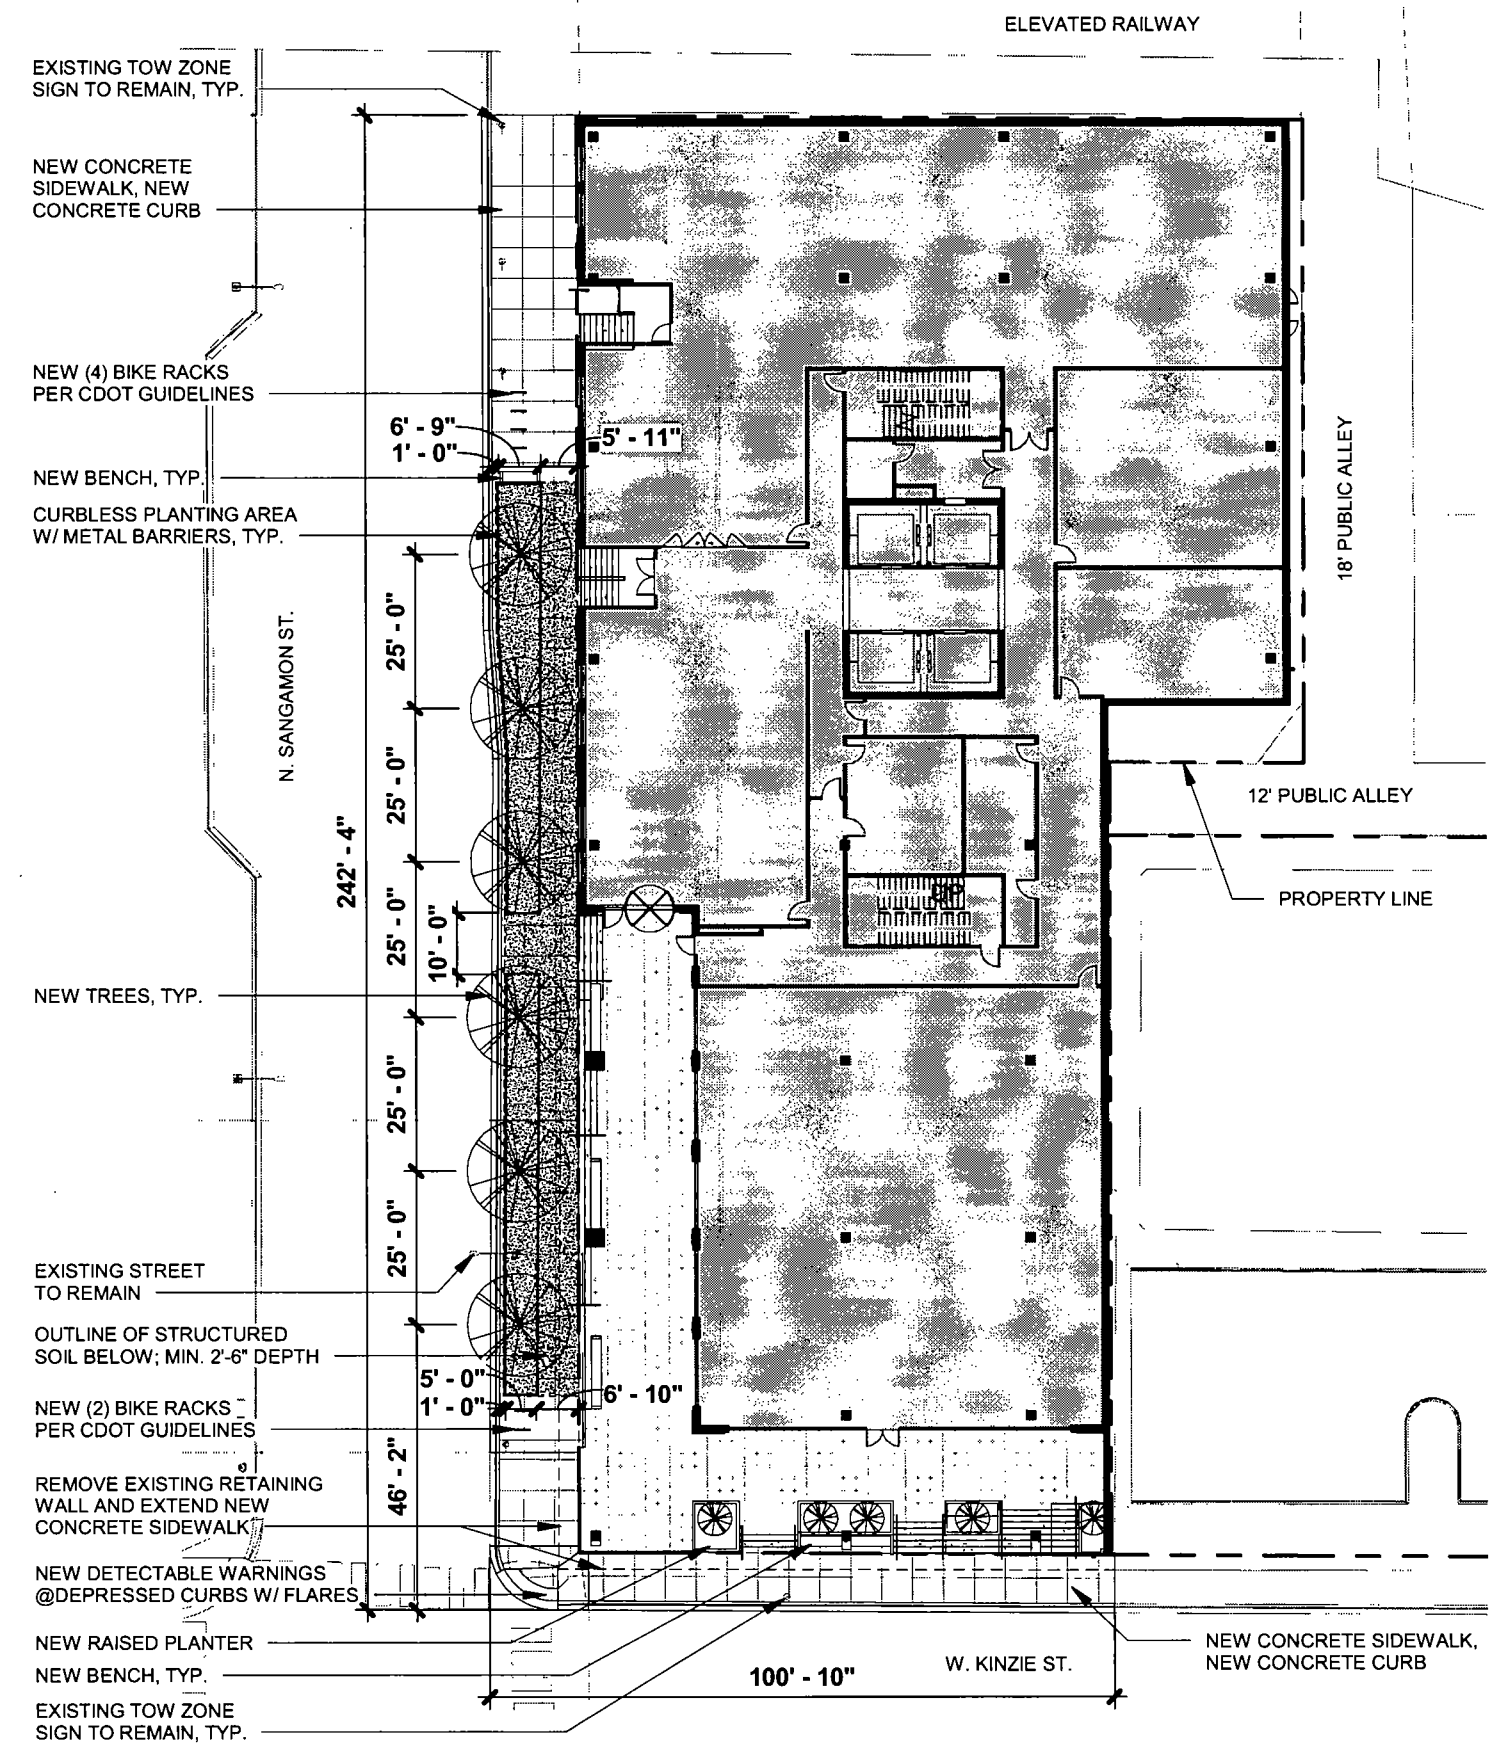 ELEVATED RAILWAY
EXISTING TOW ZONE
SIGN TO REMAIN, TYP.
NEW CONCRETE
SIDEWALK, NEW
CONCRETE CURB
NEW (4) BIKE RACKS
PER CDOT GUIDELINES
6' - 9"
1' - 0"
5' - 11"
NEW BENCH, TYP.
CURBLESS PLANTING AREA
W/ METAL BARRIERS, TYP.
18' PUBLIC ALLEY
25' - 0"
N. SANGAMON ST.
25' - 0"
12' PUBLIC ALLEY
242' - 4"
PROPERTY LINE
25' - 0"
10' - 0"
NEW TREES, TYP.
25' - 0"
25' - 0"
EXISTING STREET
TO REMAIN
OUTLINE OF STRUCTURED
SOIL BELOW; MIN. 2'-6" DEPTH
5' - 0"
1' - 0"
6' - 10"
NEW (2) BIKE RACKS
PER CDOT GUIDELINES
46' - 2"
REMOVE EXISTING RETAINING
WALL AND EXTEND NEW
CONCRETE SIDEWALK
NEW DETECTABLE WARNINGS
@DEPRESSED CURBS W/ FLARES
NEW RAISED PLANTER
NEW BENCH, TYP.
EXISTING TOW ZONE
SIGN TO REMAIN, TYP.
100' - 10"
W. KINZIE ST.
NEW CONCRETE SIDEWALK,
NEW CONCRETE CURB